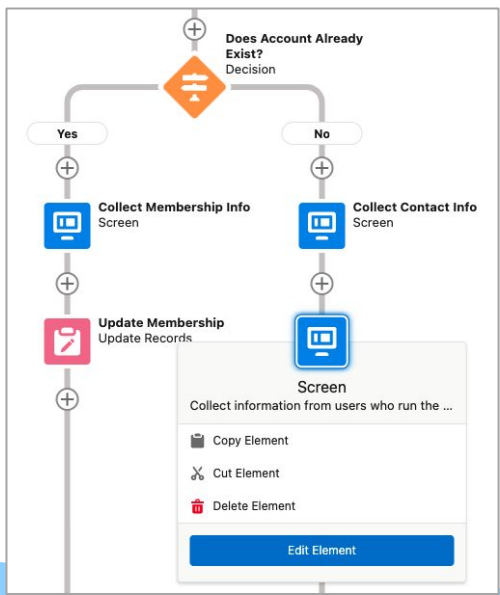 Does Account Already
Exist?
Decision
Yes
No
Collect Membership Info
Screen
Collect Contact Info
Screen
Update Membership
Update Records
Screen
Collect information from users who run the ...
Copy Element
Cut Element
Delete Element
Edit Element